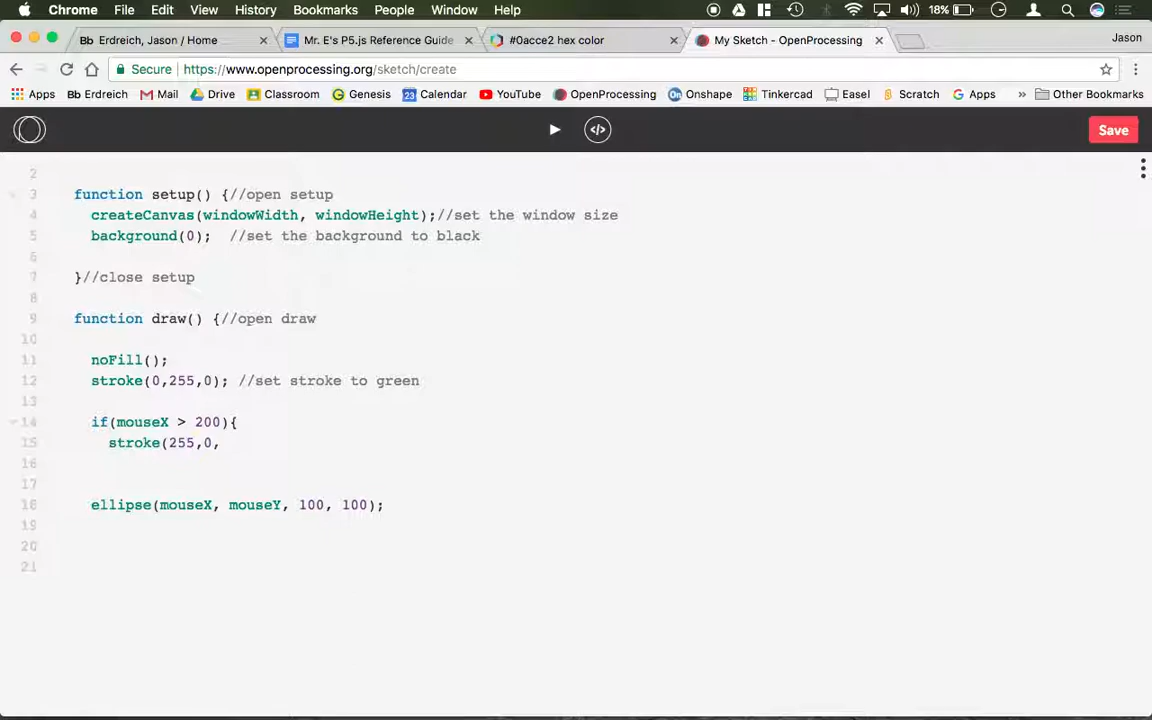 Chrome File Edit View History Bookmarks People Window Help 18%
Bb Erdreich, Jason / Home Mr. E's P5.js Reference Guide #0acce2 hex color My Sketch - OpenProcessing Jason
Secure https://www.openprocessing.org/sketch/create
Apps Bb Erdreich Mail Drive Classroom Genesis 23 Calendar YouTube OpenProcessing On Onshape Tinkercad Easel Scratch Apps » Other Bookmarks
</> Save
2
3 function setup() {//open setup
4 createCanvas(windowWidth, windowHeight);//set the window size
5 background(0); //set the background to black
6
7 }//close setup
8
9 function draw() {//open draw
10
11 noFill();
12 stroke(0,255,0); //set stroke to green
13
14 if(mouseX > 200){
15 stroke(255,0,
16
17
18 ellipse(mouseX, mouseY, 100, 100);
19
20
21